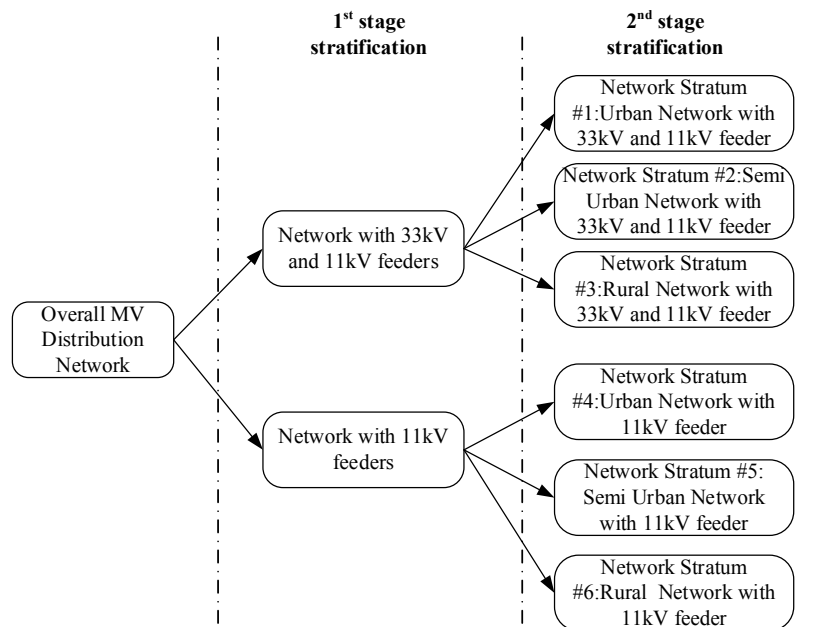 1st stage
stratification
2nd stage
stratification
Network Stratum
#1:Urban Network with
33kV and 11kV feeder
Network Stratum #2:Semi
Urban Network with
33kV and 11kV feeder
Network with 33kV
and 11kV feeders
Network Stratum
#3:Rural Network with
33kV and 11kV feeder
Overall MV
Distribution
Network
Network Stratum
#4:Urban Network with
11kV feeder
Network with 11kV
feeders
Network Stratum #5:
Semi Urban Network
with 11kV feeder
Network Stratum
#6:Rural  Network with
11kV feeder